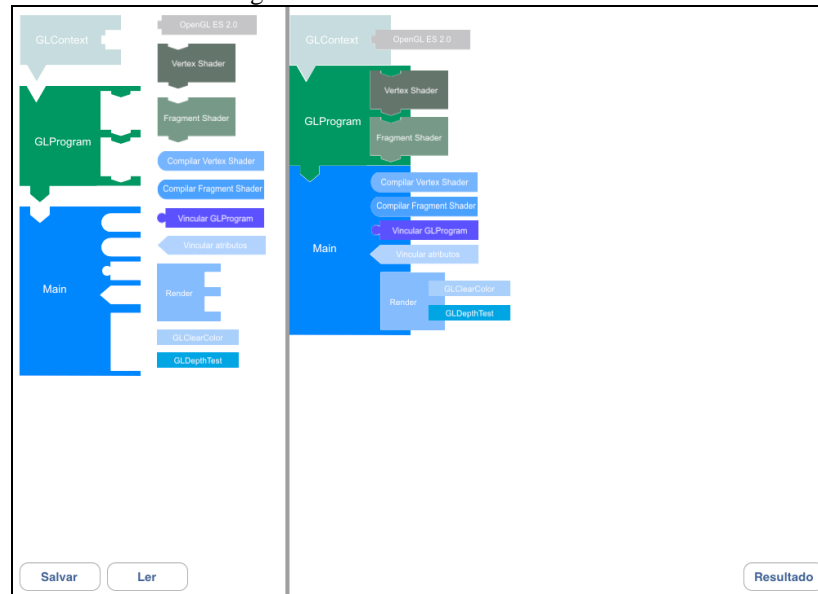 GLContext
OpenGL ES 2.0
Vertex Shader
GLProgram
Fragment Shader
Compilar Vertex Shader
Compilar Fragment Shader
Vincular GLProgram
Vincular atributos
Main
Render
GLClearColor
GLDepthTest
GLContext
OpenGL ES 2.0
Vertex Shader
GLProgram
Fragment Shader
Compilar Vertex Shader
Compilar Fragment Shader
Vincular GLProgram
Main
Vincular atributos
Render
GLClearColor
GLDepthTest
Salvar
Ler
Resultado